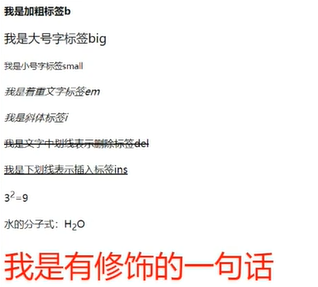 我是加粗标签b
我是大号字标签big
我是小号字标签small
我是着重文字标签em
我是斜体标签i
我是文字中划线表示删除标签del
我是下划线表示插入标签ins
3²=9
水的分子式：H₂O
我是有修饰的一句话